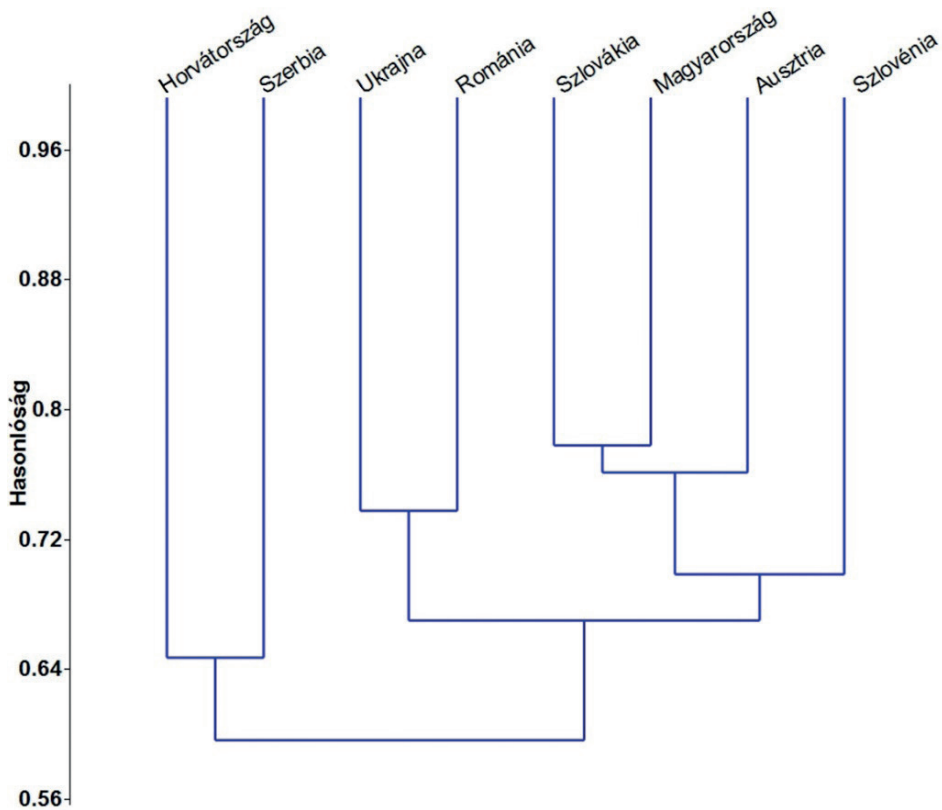 Horvátország
Szerbia
Ukrajna
Románia
Szlovákia
Magyarország
Ausztria
Szlovénia
0.96
0.88
0.8
0.72
0.64
0.56
Hasonlóság